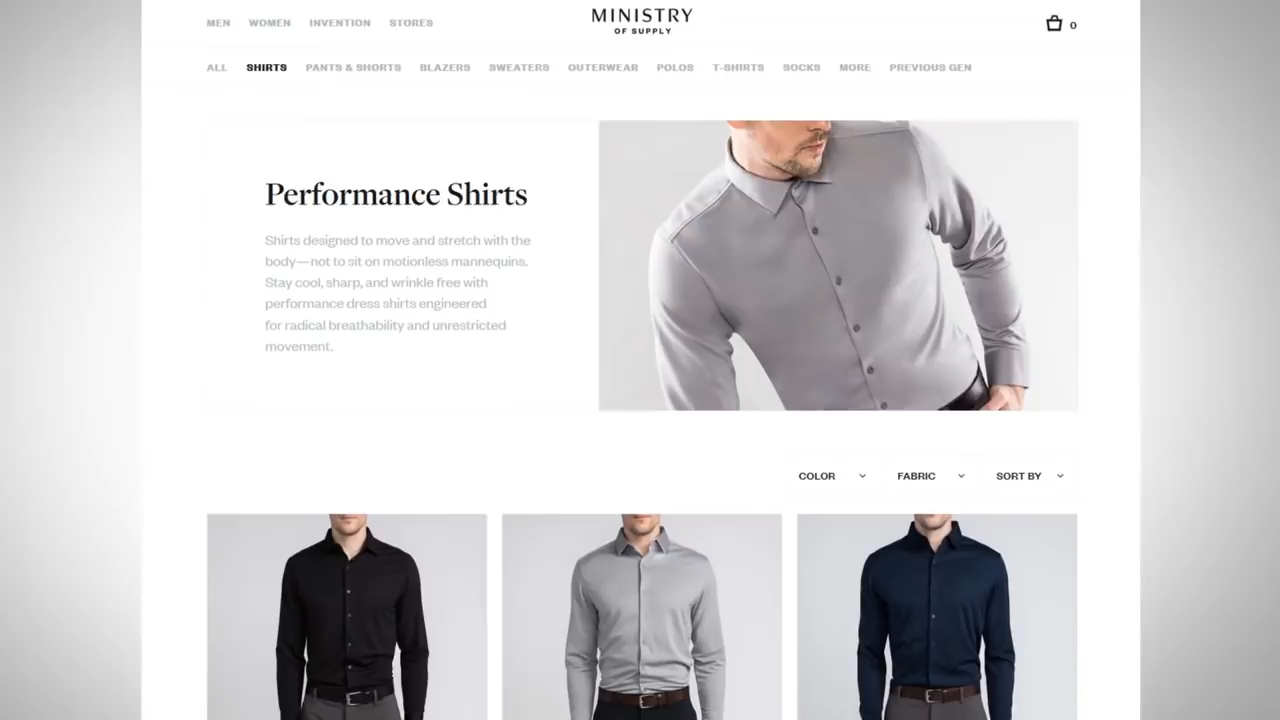 MEN WOMEN INVENTION STORES
MINISTRY
OF SUPPLY
0
ALL SHIRTS PANTS & SHORTS BLAZERS SWEATERS OUTERWEAR POLOS T-SHIRTS SOCKS MORE PREVIOUS GEN
Performance Shirts
Shirts designed to move and stretch with the
body—not to sit on motionless mannequins.
Stay cool, sharp, and wrinkle free with
performance dress shirts engineered
for radical breathability and unrestricted
movement.
COLOR FABRIC SORT BY